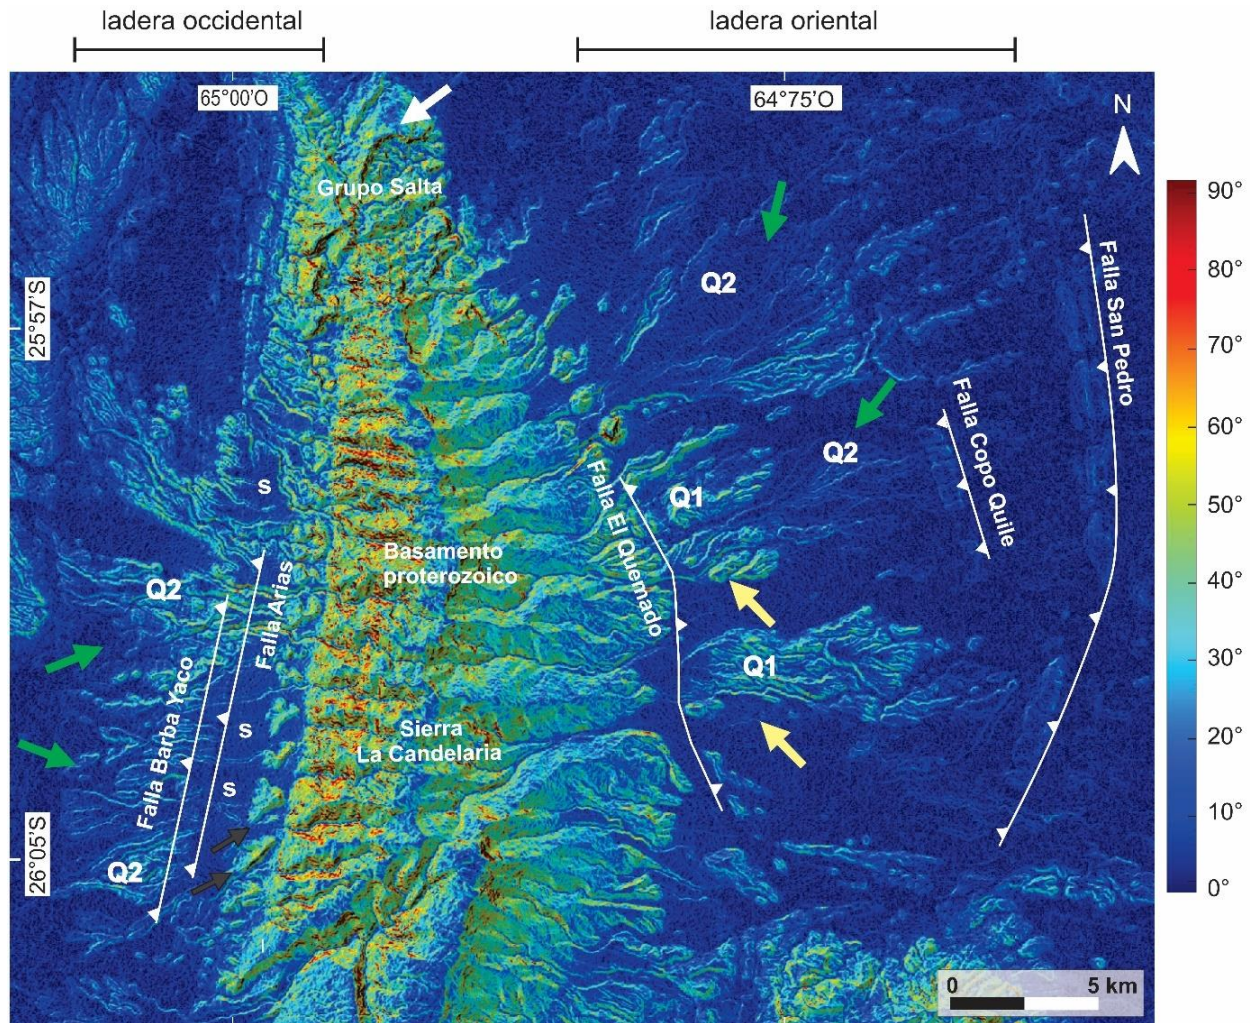 ladera occidental
ladera oriental
65°00'O
64°75'O
N
Grupo Salta
90°
80°
70°
60°
50°
40°
30°
20°
10°
0°
Q2
Falla San Pedro
25°57'S
Falla Copo Quile
Q2
Falla El Quemado
Q1
s
Basamento
proterozoico
Q2
Falla Arias
Q1
Falla Barba Yaco
s
Sierra
La Candelaria
s
26°05'S
Q2
0 5 km